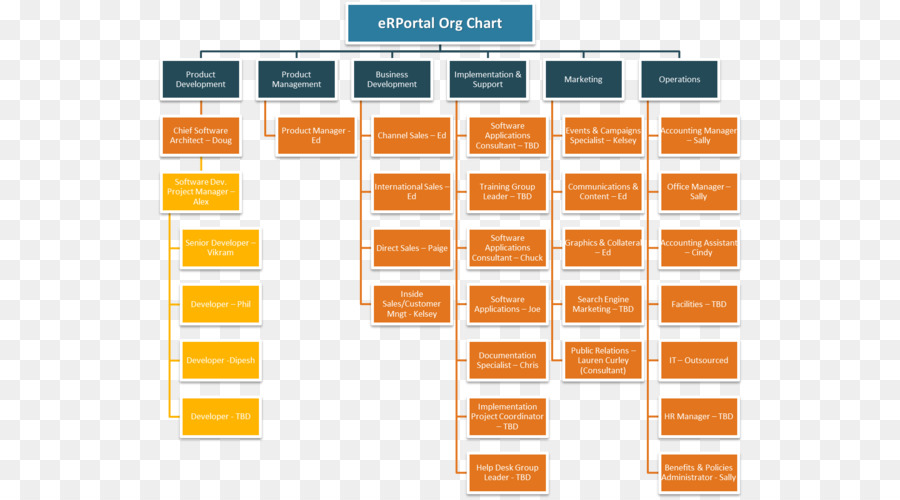 eRPortal Org Chart
Product
Development
Product
Management
Business
Development
Implementation &
Support
Marketing
Operations
Chief Software
Architect – Doug
Software Dev.
Project Manager –
Alex
Senior Developer –
Vikram
Developer – Phil
Developer -Dipesh
Developer - TBD
Product Manager -
Ed
Channel Sales – Ed
International Sales –
Ed
Direct Sales – Paige
Inside
Sales/Customer
Mngt - Kelsey
Software
Applications
Consultant – TBD
Training Group
Leader – TBD
Software
Applications
Consultant – Chuck
Software
Applications – Joe
Documentation
Specialist – Chris
Implementation
Project Coordinator
– TBD
Help Desk Group
Leader - TBD
Events & Campaigns
Specialist – Kelsey
Communications &
Content – Ed
Graphics & Collateral
– Ed
Search Engine
Marketing – TBD
Public Relations –
Lauren Curley
(Consultant)
Accounting Manager
– Sally
Office Manager –
Sally
Accounting Assistant
– Cindy
Facilities – TBD
IT – Outsourced
HR Manager – TBD
Benefits & Policies
Administrator - Sally